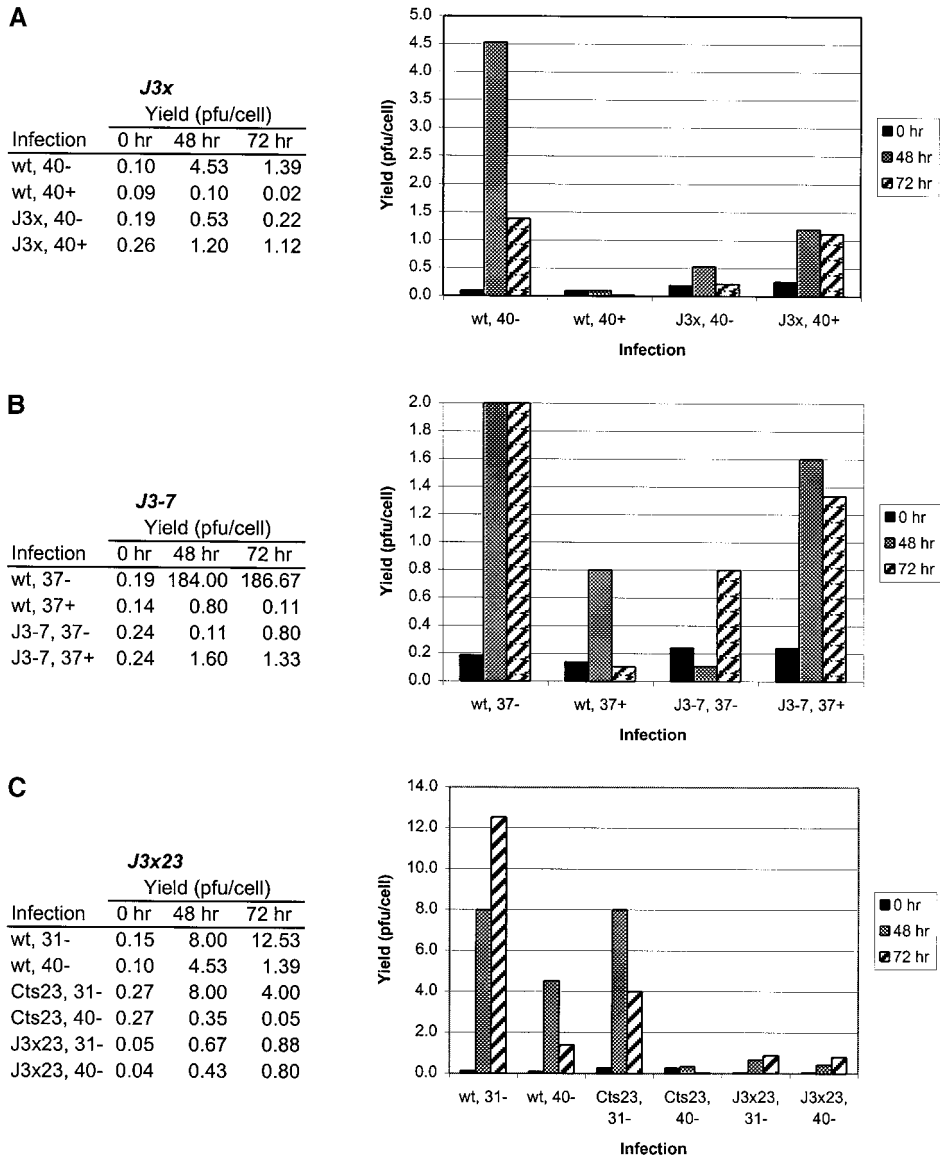 A
J3x
Yield (pfu/cell)
Infection 0 hr 48 hr 72 hr
wt, 40- 0.10 4.53 1.39
wt, 40+ 0.09 0.10 0.02
J3x, 40- 0.19 0.53 0.22
J3x, 40+ 0.26 1.20 1.12
Yield (pfu/cell)
5.0
4.5
4.0
3.5
3.0
2.5
2.0
1.5
1.0
0.5
0.0
wt, 40- wt, 40+ J3x, 40- J3x, 40+
Infection
0 hr
48 hr
72 hr
B
J3-7
Yield (pfu/cell)
Infection 0 hr 48 hr 72 hr
wt, 37- 0.19 184.00 186.67
wt, 37+ 0.14 0.80 0.11
J3-7, 37- 0.24 0.11 0.80
J3-7, 37+ 0.24 1.60 1.33
Yield (pfu/cell)
2.0
1.8
1.6
1.4
1.2
1.0
0.8
0.6
0.4
0.2
0.0
wt, 37- wt, 37+ J3-7, 37- J3-7, 37+
Infection
0 hr
48 hr
72 hr
C
J3x23
Yield (pfu/cell)
Infection 0 hr 48 hr 72 hr
wt, 31- 0.15 8.00 12.53
wt, 40- 0.10 4.53 1.39
Cts23, 31- 0.27 8.00 4.00
Cts23, 40- 0.27 0.35 0.05
J3x23, 31- 0.05 0.67 0.88
J3x23, 40- 0.04 0.43 0.80
Yield (pfu/cell)
14.0
12.0
10.0
8.0
6.0
4.0
2.0
0.0
wt, 31- wt, 40- Cts23, Cts23, J3x23, J3x23,
31- 40- 31- 40-
Infection
0 hr
48 hr
72 hr